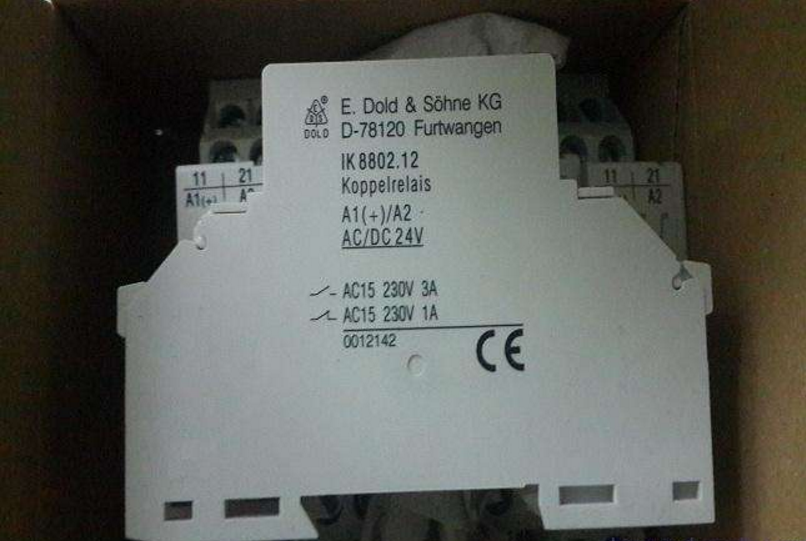 E. Dold & Söhne KG
DOLD
D-78120 Furtwangen
IK 8802.12
Koppelrelais
A1(+)/A2
AC/DC 24V
AC15 230V 3A
AC15 230V 1A
0012142
CE
11 21
A1(+)
11 21
A2